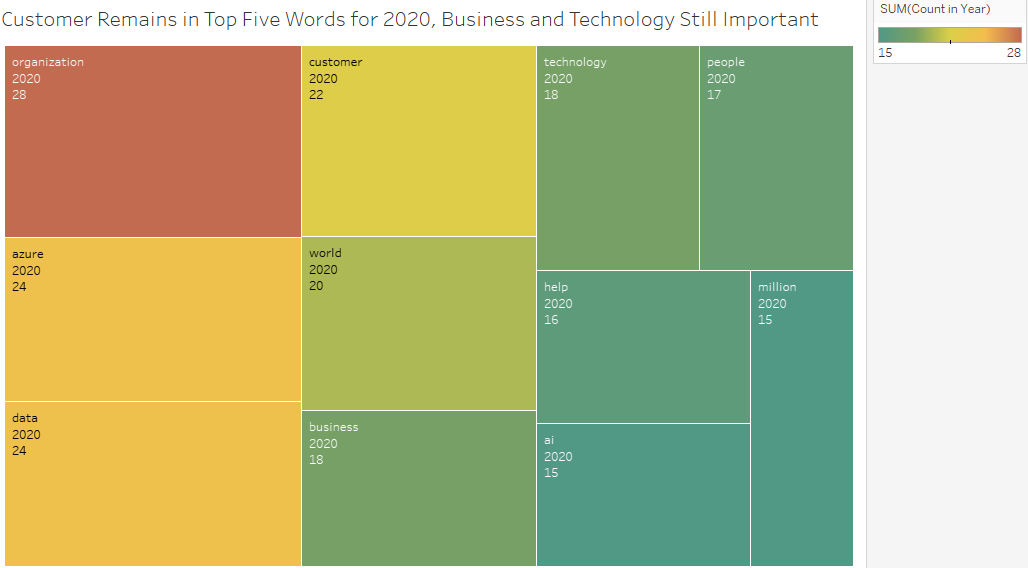 Customer Remains in Top Five Words for 2020, Business and Technology Still Important
SUM(Count in Year)
15
28
organization
2020
28
customer
2020
22
technology
2020
18
people
2020
17
azure
2020
24
world
2020
20
help
2020
16
million
2020
15
data
2020
24
business
2020
18
ai
2020
15